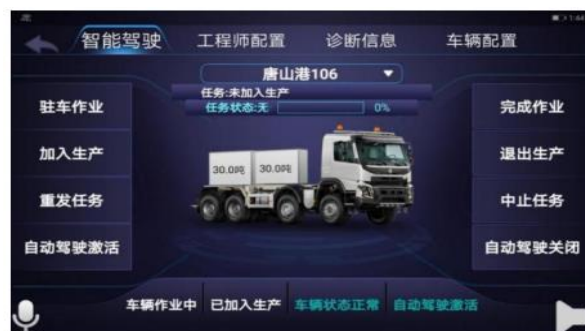 1:44
智能驾驶 工程师配置 诊断信息 车辆配置
唐山港106
任务:未加入生产
任务状态:无 0%
驻车作业
加入生产
重发任务
自动驾驶激活
30.0吨 30.0吨
完成作业
退出生产
中止任务
自动驾驶关闭
车辆作业中 已加入生产 车辆状态正常 自动驾驶激活